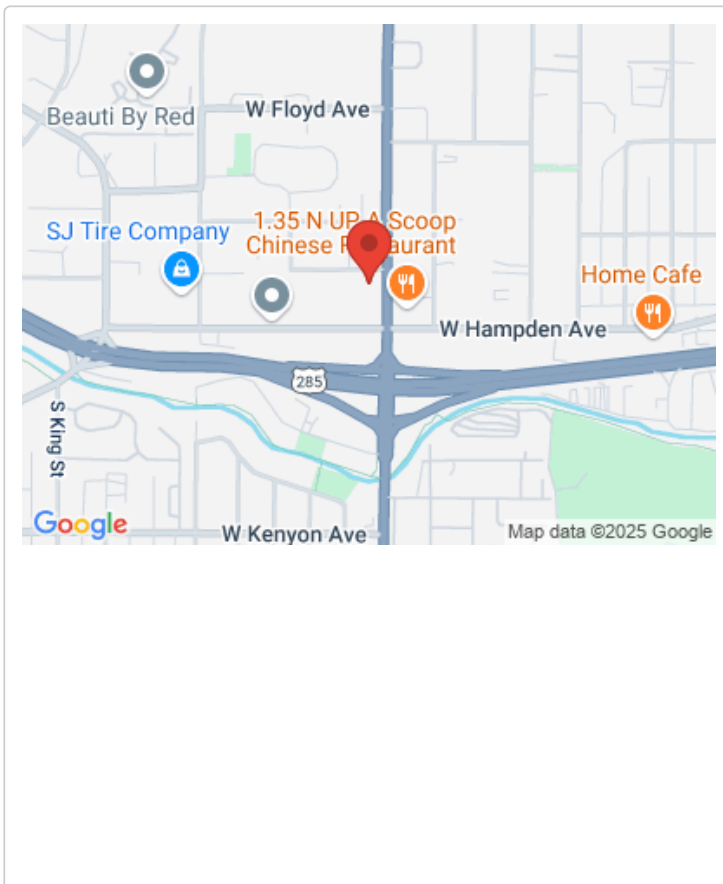 W Floyd Ave
Beauti By Red
1.35 N UP A Scoop
Chinese R aurant
SJ Tire Company
Home Cafe
W Hampden Ave
285
S King St
Google
W Kenyon Ave
Map data ©2025 Google